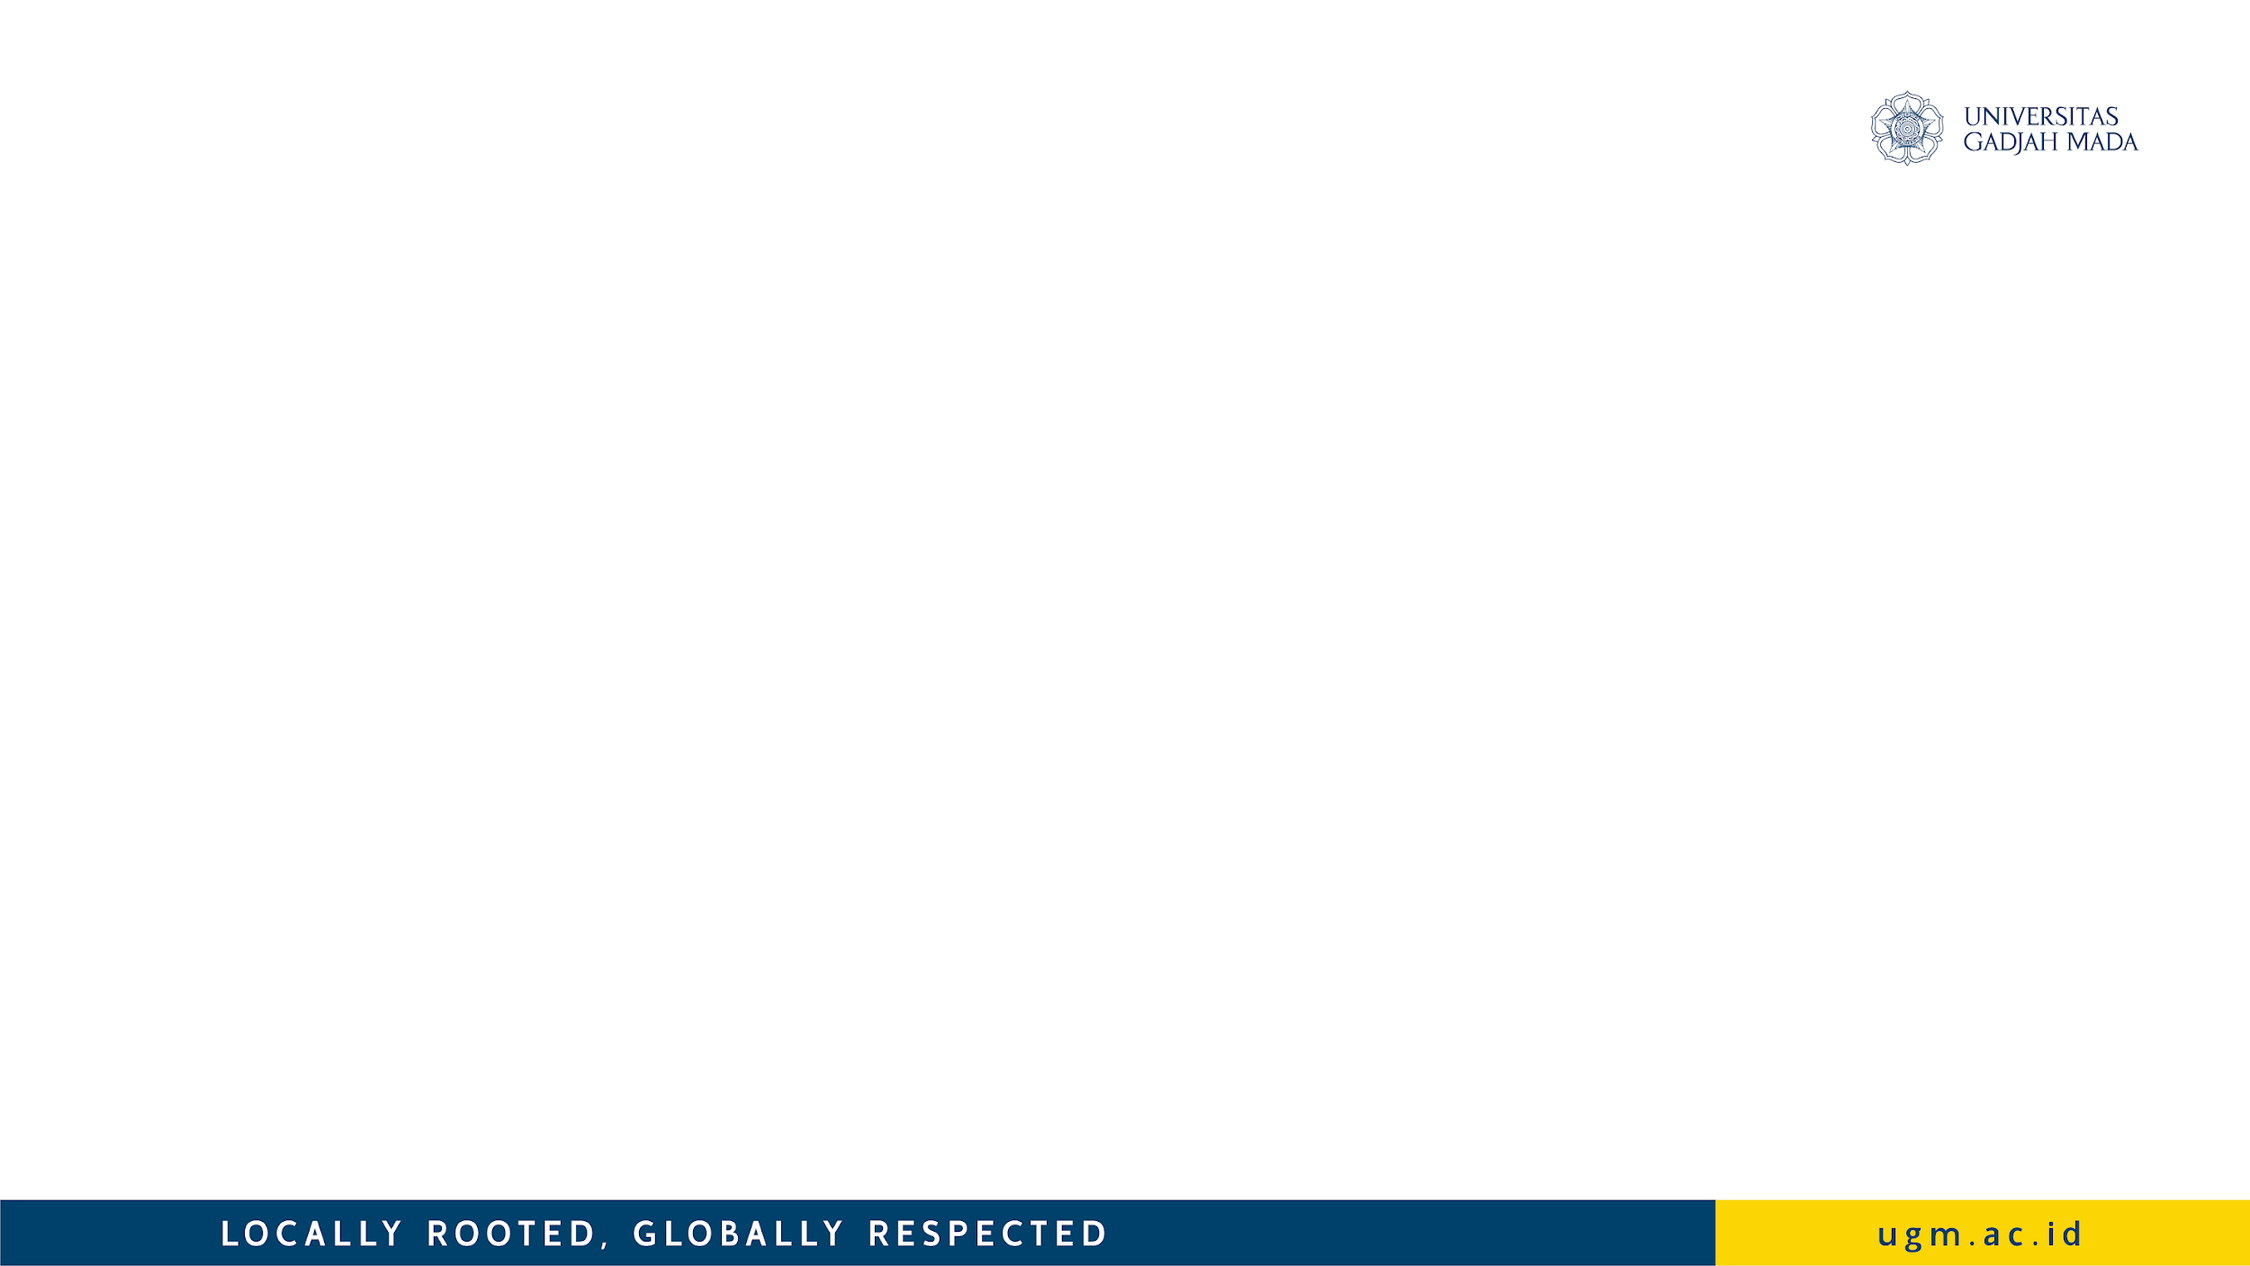 UNIVERSITAS
GADJAH MADA
LOCALLY ROOTED, GLOBALLY RESPECTED
ugm.ac.id